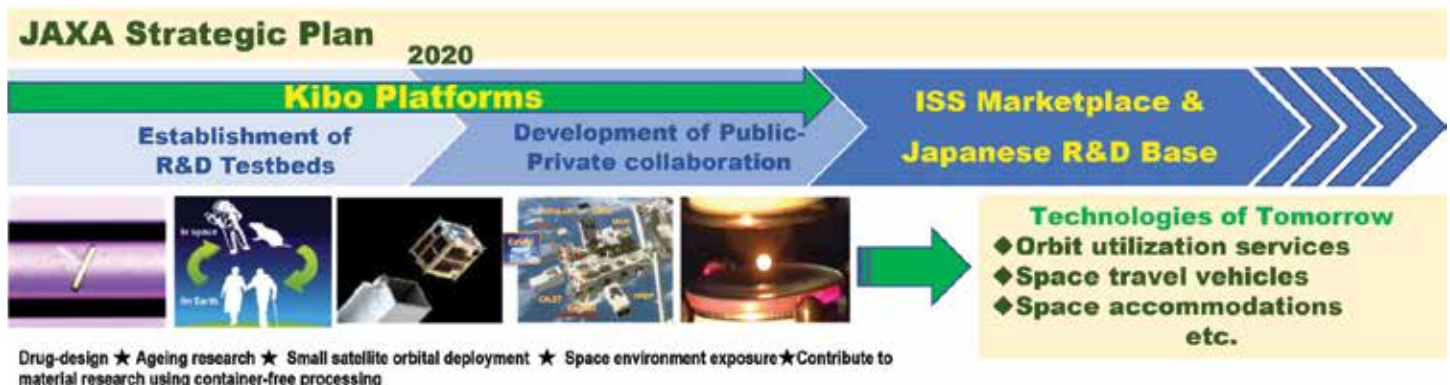 JAXA Strategic Plan
2020
Kibo Platforms
Establishment of
R&D Testbeds
Development of Public-
Private collaboration
ISS Marketplace &
Japanese R&D Base
In space
On Earth
CALET
Technologies of Tomorrow
◆Orbit utilization services
◆Space travel vehicles
◆Space accommodations
etc.
Drug-design ★ Ageing research ★ Small satellite orbital deployment ★ Space environment exposure★Contribute to
material research using container-free processing